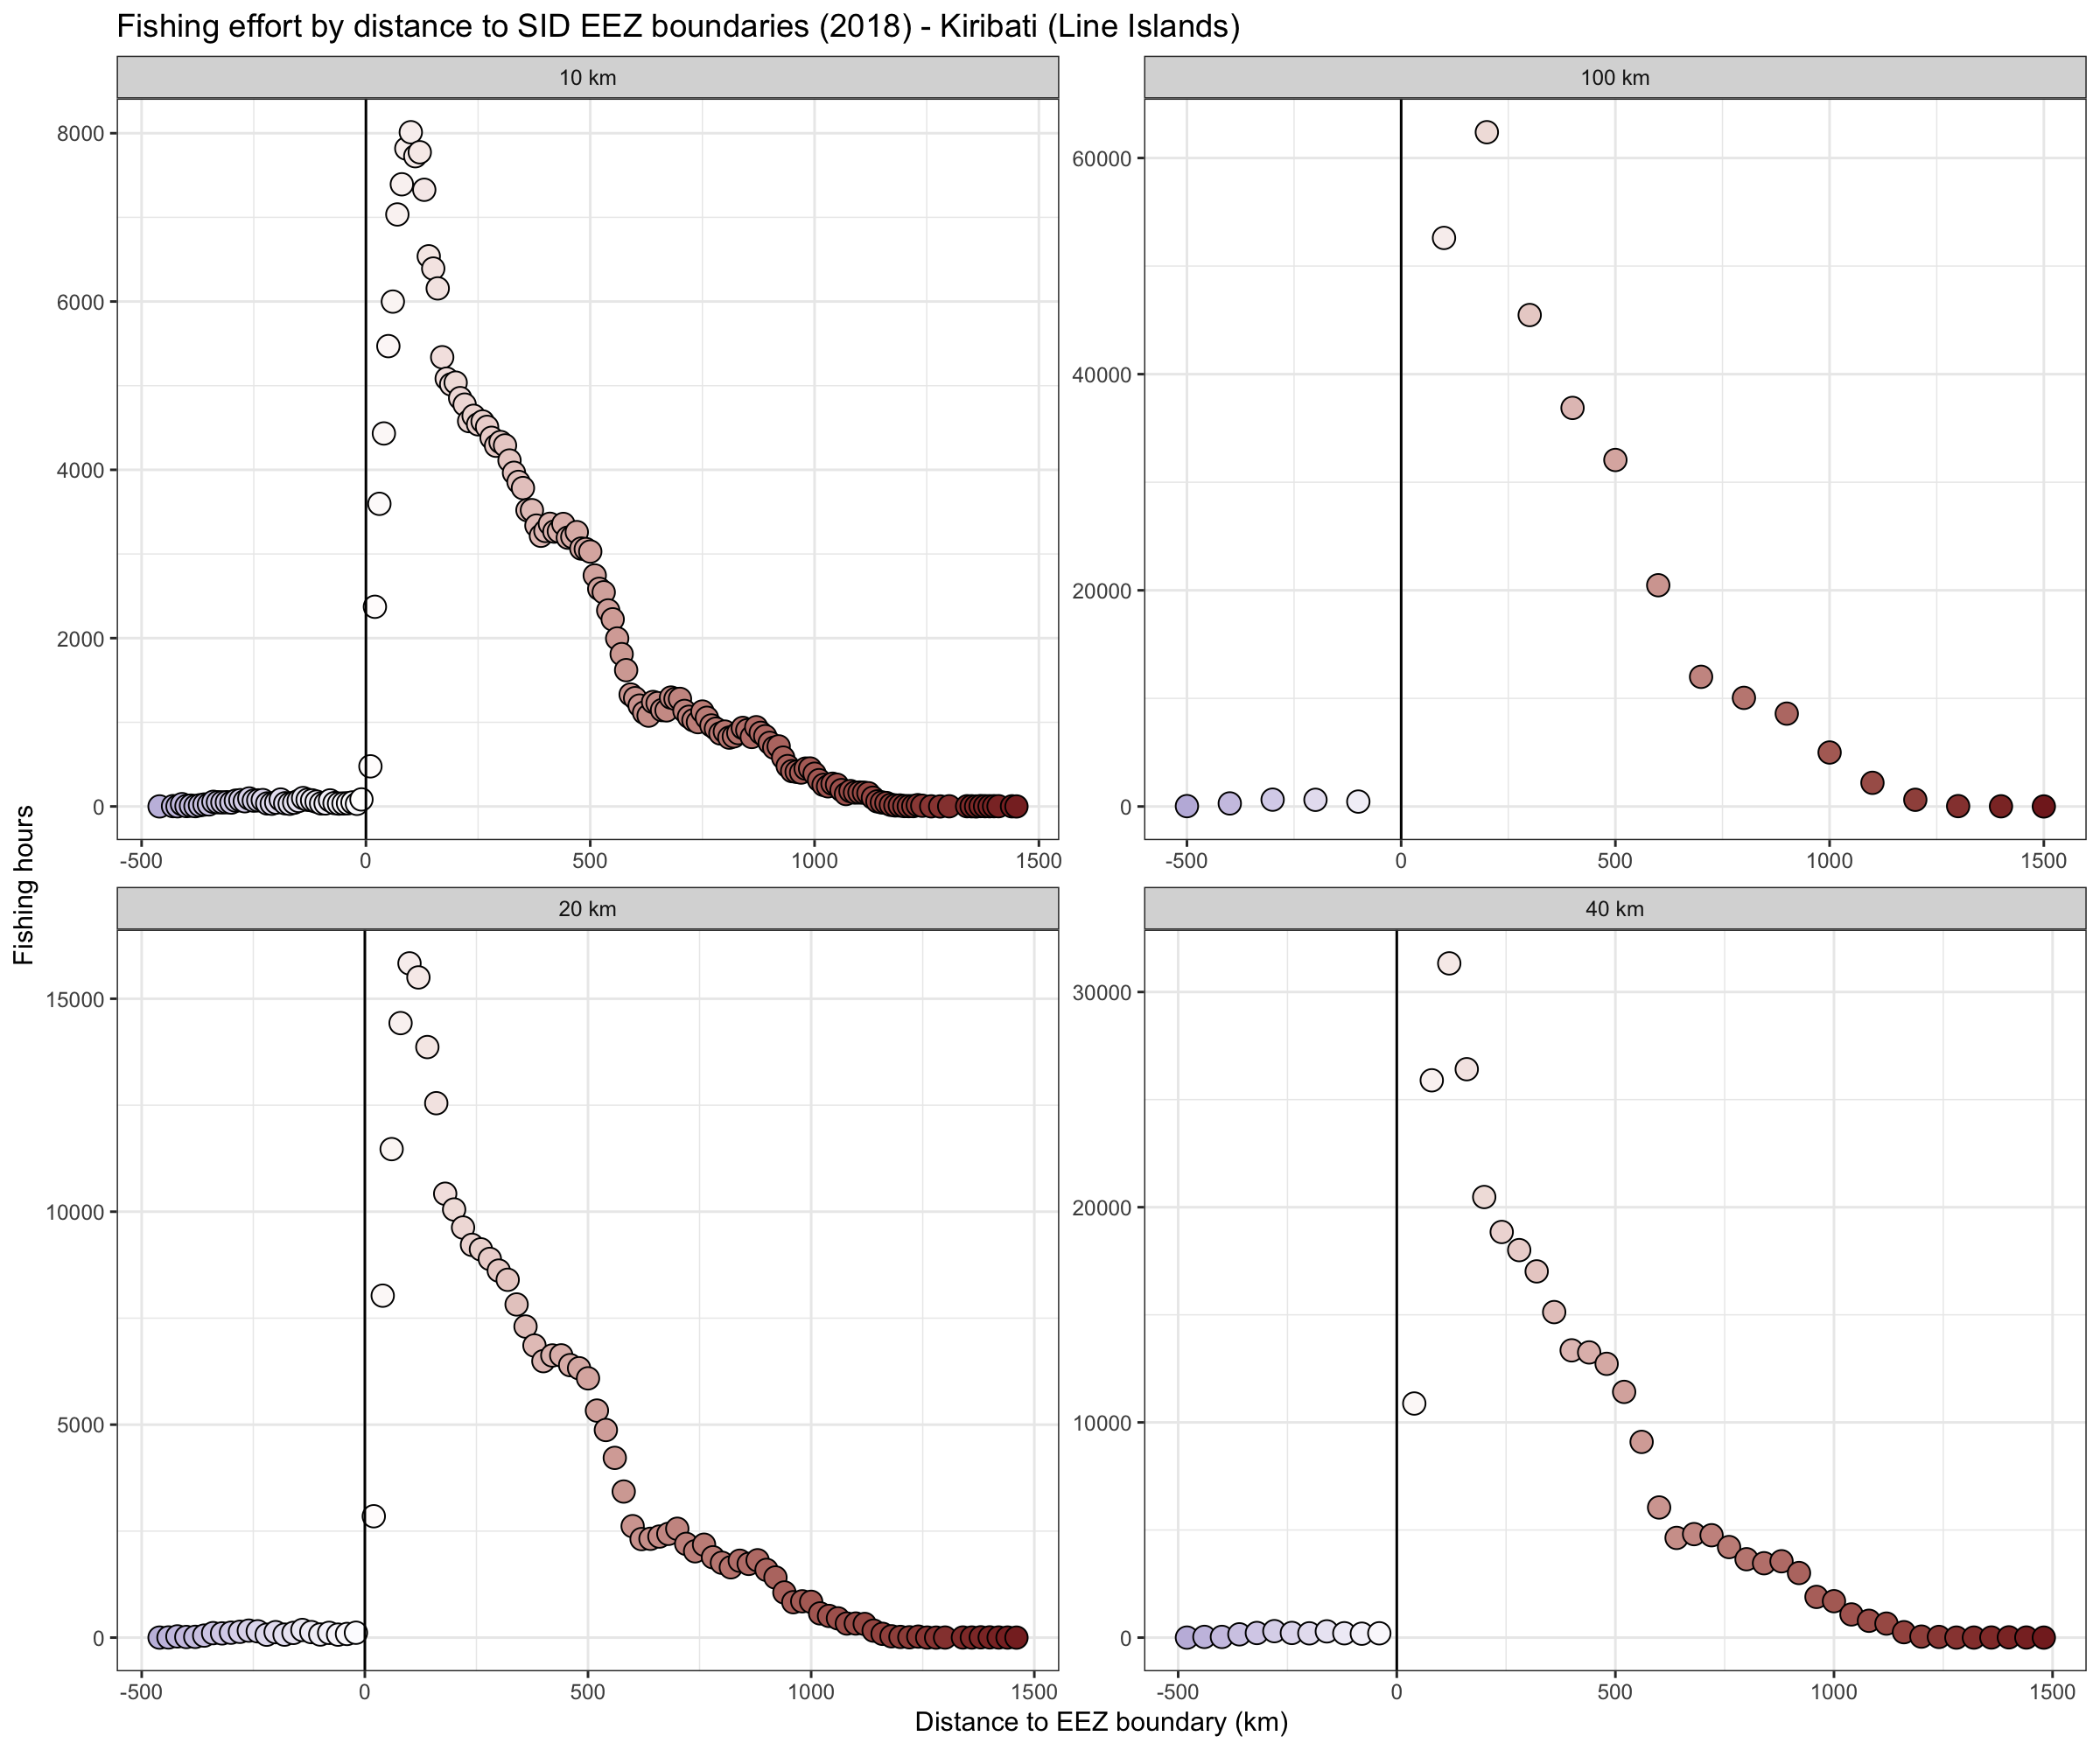 Fishing effort by distance to SID EEZ boundaries (2018) - Kiribati (Line Islands)
10 km
100 km
8000
6000
4000
2000
0
-500 0 500 1000 1500
60000
40000
20000
0
-500 0 500 1000 1500
20 km
40 km
15000
10000
5000
0
-500 0 500 1000 1500
30000
20000
10000
0
-500 0 500 1000 1500
Fishing hours
Distance to EEZ boundary (km)